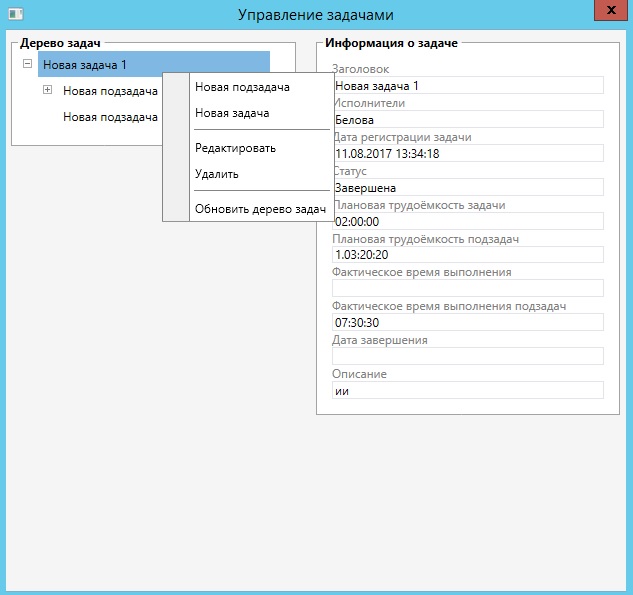 Управление задачами
x
Дерево задач
Новая задача 1
Новая подзадача
Новая подзадача
Новая подзадача
Новая задача
Редактировать
Удалить
Обновить дерево задач
Информация о задаче
Заголовок
Новая задача 1
Исполнители
Белова
Дата регистрации задачи
11.08.2017 13:34:18
Статус
Завершена
Плановая трудоёмкость задачи
02:00:00
Плановая трудоёмкость подзадач
1.03:20:20
Фактическое время выполнения
Фактическое время выполнения подзадач
07:30:30
Дата завершения
Описание
ии